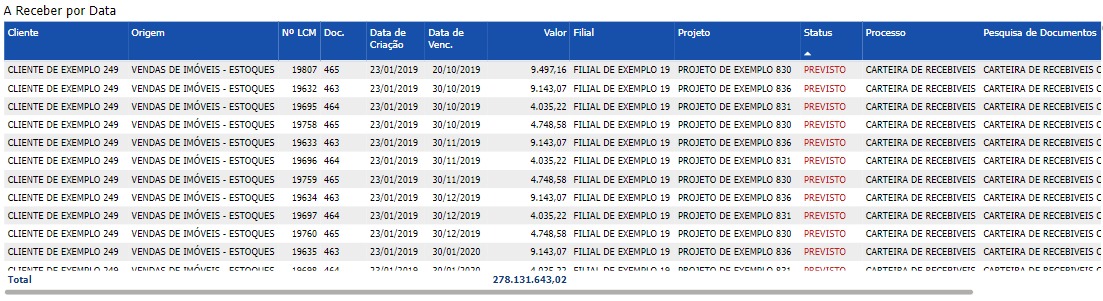 A Receber por Data
Cliente Origem Nº LCM Doc. Data de Criação Data de Venc. Valor Filial Projeto Status Processo Pesquisa de Documentos
CLIENTE DE EXEMPLO 249 VENDAS DE IMÓVEIS - ESTOQUES 19807 465 23/01/2019 20/10/2019 9.497,16 FILIAL DE EXEMPLO 19 PROJETO DE EXEMPLO 830 PREVISTO CARTEIRA DE RECEBIVEIS CARTEIRA DE RECEBIVEIS C
CLIENTE DE EXEMPLO 249 VENDAS DE IMÓVEIS - ESTOQUES 19632 463 23/01/2019 30/10/2019 9.143,07 FILIAL DE EXEMPLO 19 PROJETO DE EXEMPLO 836 PREVISTO CARTEIRA DE RECEBIVEIS CARTEIRA DE RECEBIVEIS C
CLIENTE DE EXEMPLO 249 VENDAS DE IMÓVEIS - ESTOQUES 19695 464 23/01/2019 30/10/2019 4.035,22 FILIAL DE EXEMPLO 19 PROJETO DE EXEMPLO 831 PREVISTO CARTEIRA DE RECEBIVEIS CARTEIRA DE RECEBIVEIS C
CLIENTE DE EXEMPLO 249 VENDAS DE IMÓVEIS - ESTOQUES 19758 465 23/01/2019 30/10/2019 4.748,58 FILIAL DE EXEMPLO 19 PROJETO DE EXEMPLO 830 PREVISTO CARTEIRA DE RECEBIVEIS CARTEIRA DE RECEBIVEIS C
CLIENTE DE EXEMPLO 249 VENDAS DE IMÓVEIS - ESTOQUES 19633 463 23/01/2019 30/11/2019 9.143,07 FILIAL DE EXEMPLO 19 PROJETO DE EXEMPLO 836 PREVISTO CARTEIRA DE RECEBIVEIS CARTEIRA DE RECEBIVEIS C
CLIENTE DE EXEMPLO 249 VENDAS DE IMÓVEIS - ESTOQUES 19696 464 23/01/2019 30/11/2019 4.035,22 FILIAL DE EXEMPLO 19 PROJETO DE EXEMPLO 831 PREVISTO CARTEIRA DE RECEBIVEIS CARTEIRA DE RECEBIVEIS C
CLIENTE DE EXEMPLO 249 VENDAS DE IMÓVEIS - ESTOQUES 19759 465 23/01/2019 30/11/2019 4.748,58 FILIAL DE EXEMPLO 19 PROJETO DE EXEMPLO 830 PREVISTO CARTEIRA DE RECEBIVEIS CARTEIRA DE RECEBIVEIS C
CLIENTE DE EXEMPLO 249 VENDAS DE IMÓVEIS - ESTOQUES 19634 463 23/01/2019 30/12/2019 9.143,07 FILIAL DE EXEMPLO 19 PROJETO DE EXEMPLO 836 PREVISTO CARTEIRA DE RECEBIVEIS CARTEIRA DE RECEBIVEIS C
CLIENTE DE EXEMPLO 249 VENDAS DE IMÓVEIS - ESTOQUES 19697 464 23/01/2019 30/12/2019 4.035,22 FILIAL DE EXEMPLO 19 PROJETO DE EXEMPLO 831 PREVISTO CARTEIRA DE RECEBIVEIS CARTEIRA DE RECEBIVEIS C
CLIENTE DE EXEMPLO 249 VENDAS DE IMÓVEIS - ESTOQUES 19760 465 23/01/2019 30/12/2019 4.748,58 FILIAL DE EXEMPLO 19 PROJETO DE EXEMPLO 830 PREVISTO CARTEIRA DE RECEBIVEIS CARTEIRA DE RECEBIVEIS C
CLIENTE DE EXEMPLO 249 VENDAS DE IMÓVEIS - ESTOQUES 19635 463 23/01/2019 30/01/2020 9.143,07 FILIAL DE EXEMPLO 19 PROJETO DE EXEMPLO 836 PREVISTO CARTEIRA DE RECEBIVEIS CARTEIRA DE RECEBIVEIS C
CLIENTE DE EXEMPLO 249 VENDAS DE IMÓVEIS - ESTOQUES 19698 464 23/01/2019 30/01/2020 4.035,22 FILIAL DE EXEMPLO 19 PROJETO DE EXEMPLO 831 PREVISTO CARTEIRA DE RECEBIVEIS CARTEIRA DE RECEBIVEIS C
Total 278.131.643,02